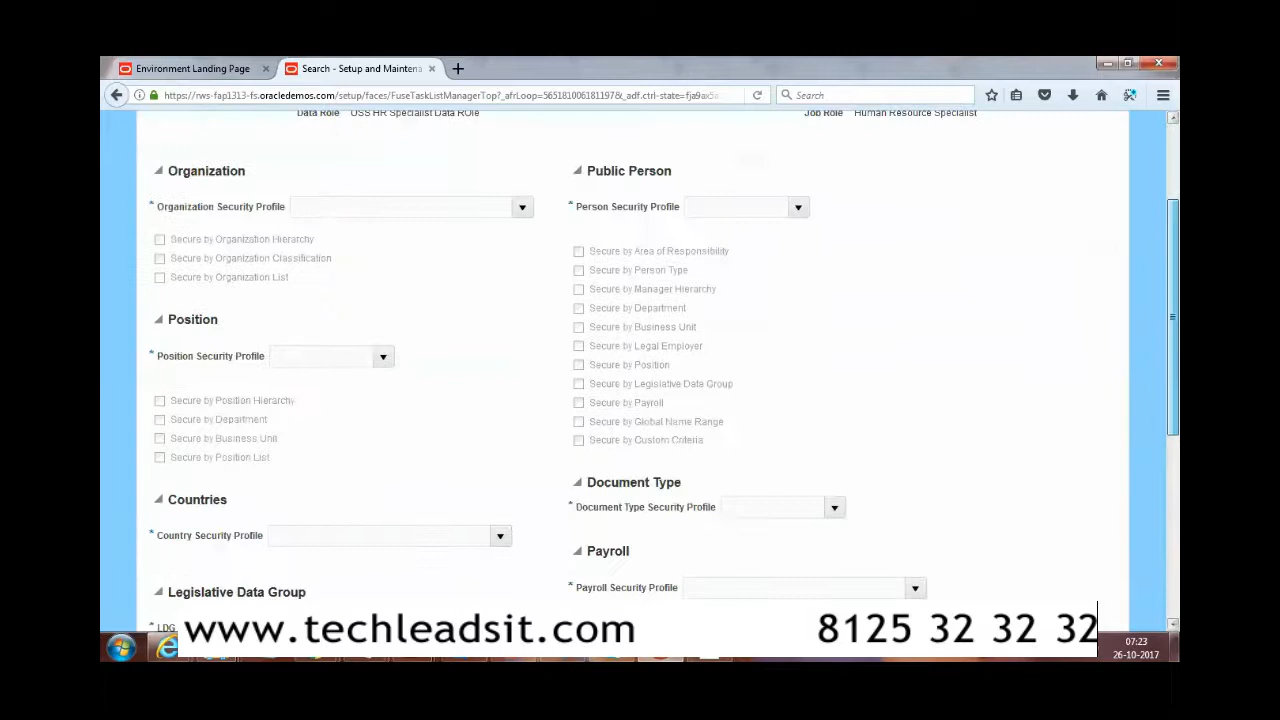 Environment Landing Page
Search - Setup and Maintena
https://rws-fap1313-fs.oracledemos.com/setup/faces/FuseTaskListManagerTop?_afrLoop=565181006181197&_adf.ctrl-state=fja9ax5
Search
Data Role USS HR Specialist Data ROle
Job Role Human Resource Specialist
Organization
* Organization Security Profile
Secure by Organization Hierarchy
Secure by Organization Classification
Secure by Organization List
Position
* Position Security Profile
Secure by Position Hierarchy
Secure by Department
Secure by Business Unit
Secure by Position List
Countries
* Country Security Profile
Legislative Data Group
* LDG
Public Person
* Person Security Profile
Secure by Area of Responsibility
Secure by Person Type
Secure by Manager Hierarchy
Secure by Department
Secure by Business Unit
Secure by Legal Employer
Secure by Position
Secure by Legislative Data Group
Secure by Payroll
Secure by Global Name Range
Secure by Custom Criteria
Document Type
* Document Type Security Profile
Payroll
* Payroll Security Profile
www.techleadsit.com
8125 32 32 32
07:23
26-10-2017